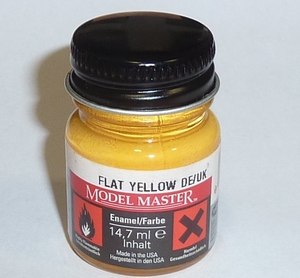 FLAT YELLOW DE/UK
MODEL MASTER
Enamel/Farbe
14,7 ml e
Inhalt
Made in the USA
Hergestellt in den USA